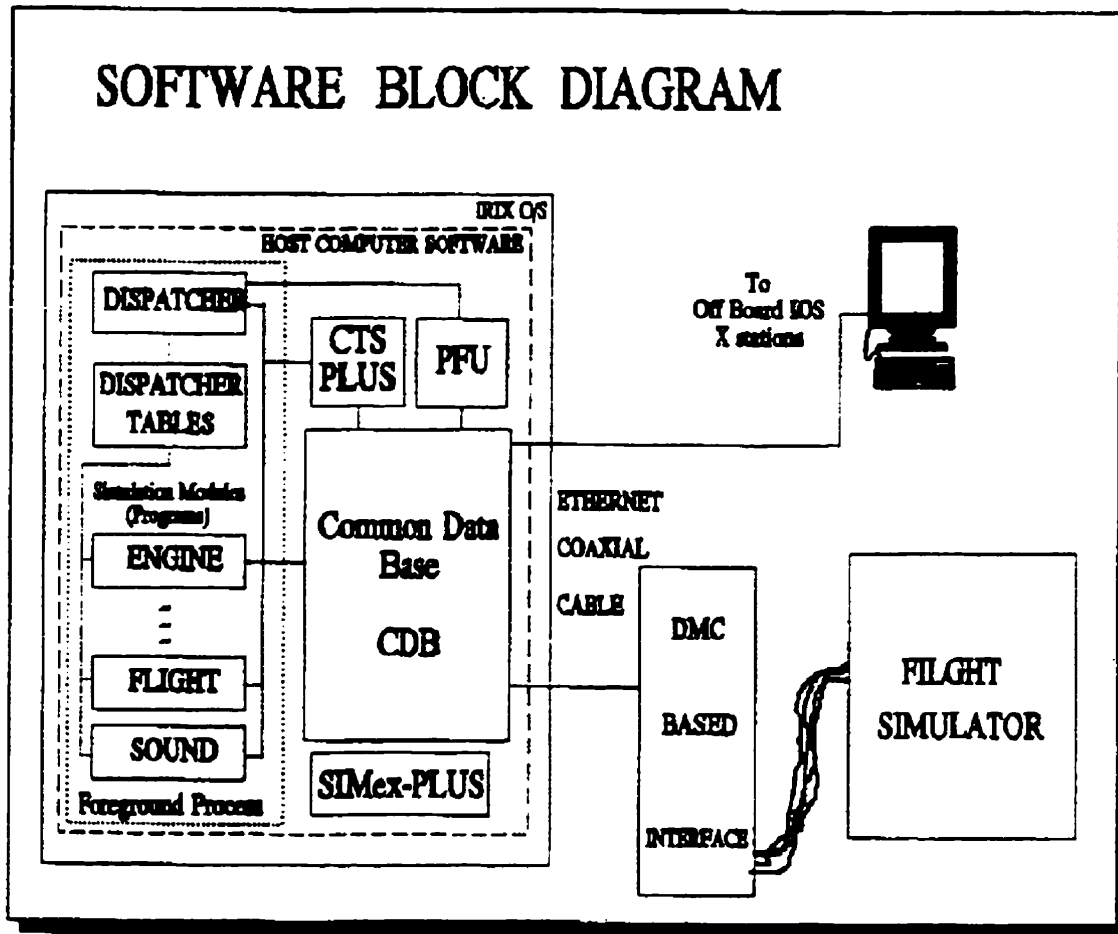 SOFTWARE BLOCK DIAGRAM
IRIX O/S
HOST COMPUTER SOFTWARE
DISPATCHER
DISPATCHER
TABLES
Simulation Modules
(Programs)
ENGINE
FLIGHT
SOUND
Foreground Process
CTS
PLUS
PFU
Common Data
Base
CDB
SIMex-PLUS
To
Off Board IOS
X stations
ETHERNET
COAXIAL
CABLE
DMC
BASED
INTERFACE
FILGHT
SIMULATOR